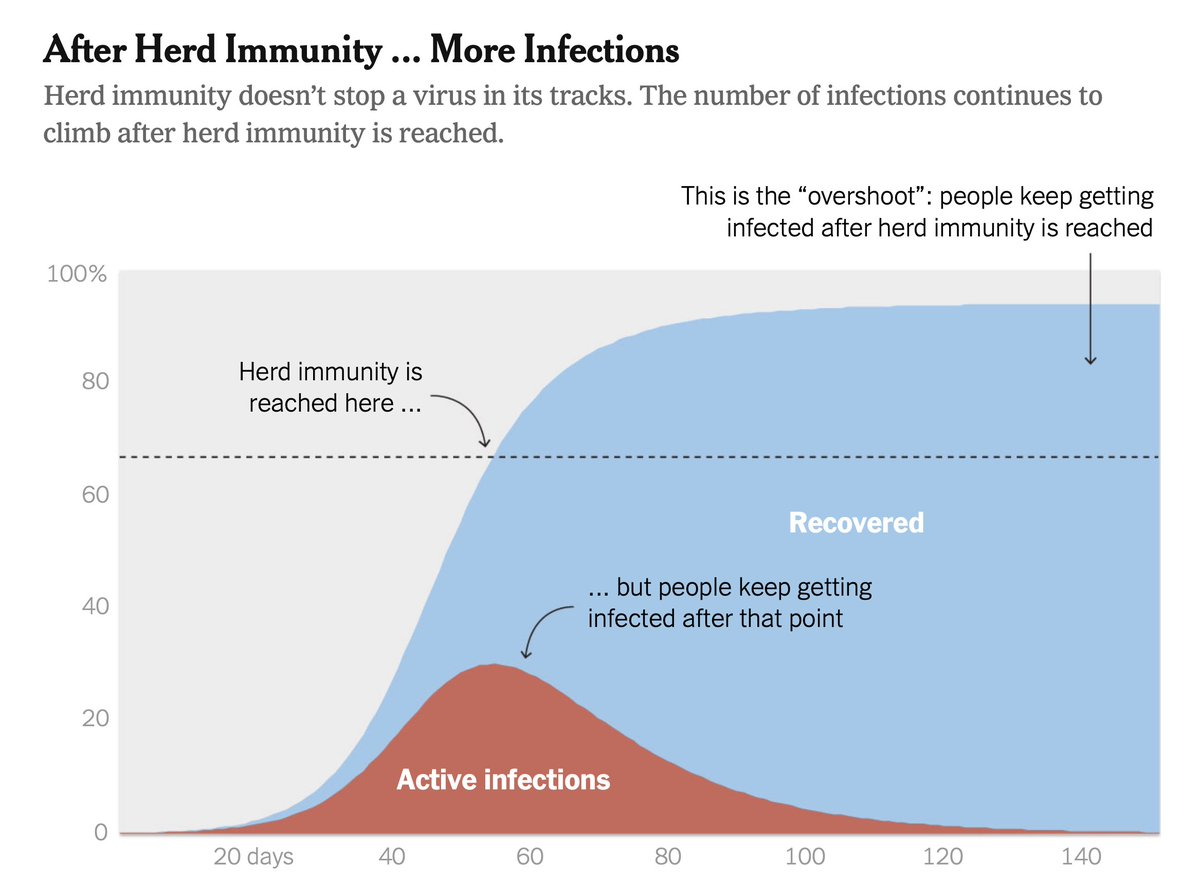 After Herd Immunity ... More Infections
Herd immunity doesn’t stop a virus in its tracks. The number of infections continues to
climb after herd immunity is reached.
This is the “overshoot”: people keep getting
infected after herd immunity is reached
100%
Herd immunity is
reached here ...
80
60
Recovered
... but people keep getting
infected after that point
40
20
Active infections
0
20 days
40
60
80
100
120
140